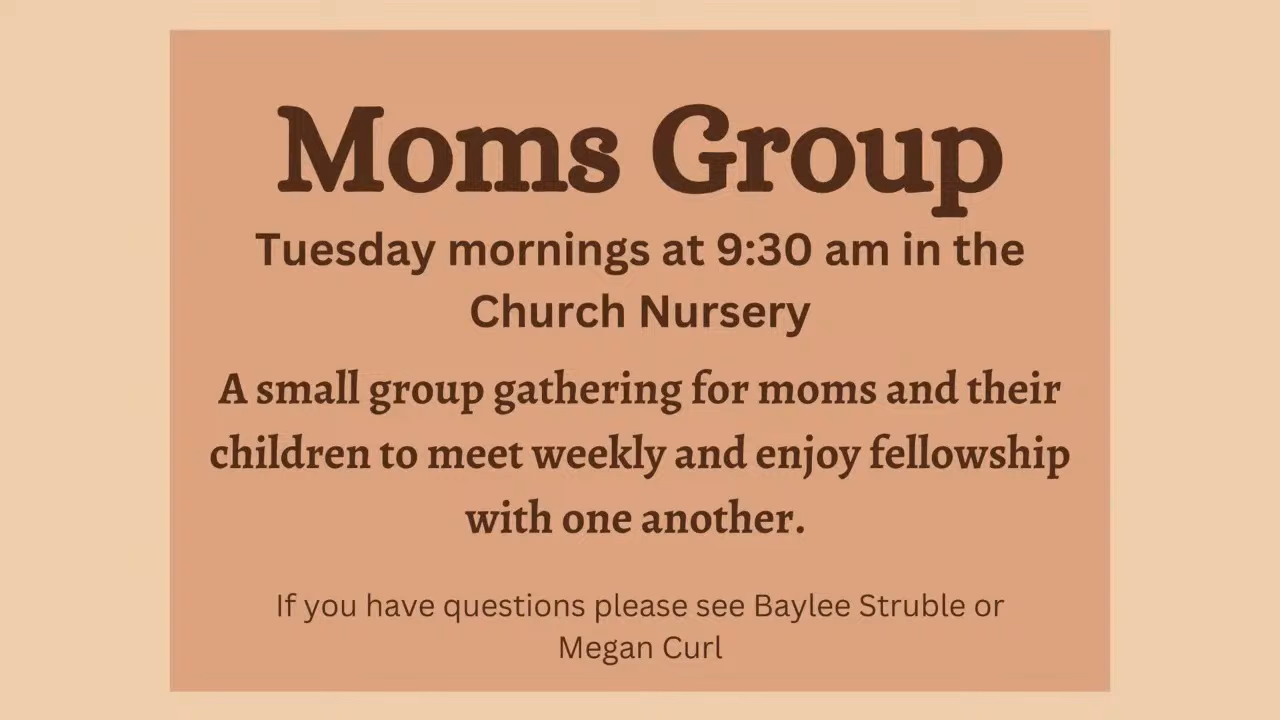 Moms Group
Tuesday mornings at 9:30 am in the
Church Nursery
A small group gathering for moms and their
children to meet weekly and enjoy fellowship
with one another.
If you have questions please see Baylee Struble or
Megan Curl